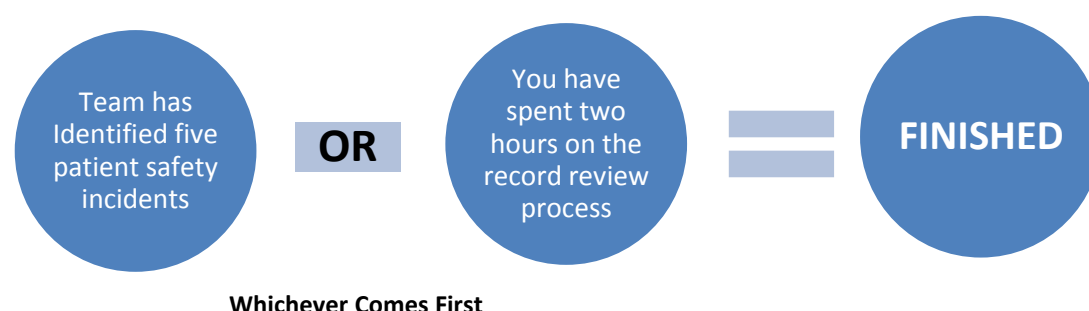 Team has
Identified five
patient safety
incidents
OR
You have
spent two
hours on the
record review
process
FINISHED
Whichever Comes First